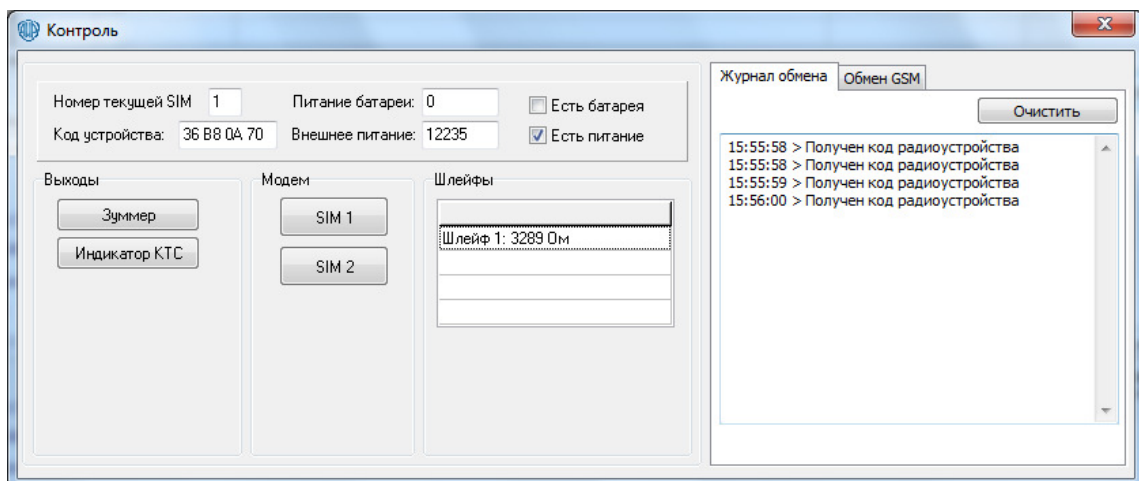 Контроль
Номер текущей SIM 1 Питание батареи: 0 Есть батарея
Код устройства: 36 B8 0A 70 Внешнее питание: 12235 Есть питание
Выходы
Зуммер
Индикатор КТС
Модем
SIM 1
SIM 2
Шлейфы
Шлейф 1: 3289 Ом
Журнал обмена Обмен GSM
Очистить
15:55:58 > Получен код радиоустройства
15:55:58 > Получен код радиоустройства
15:55:59 > Получен код радиоустройства
15:56:00 > Получен код радиоустройства